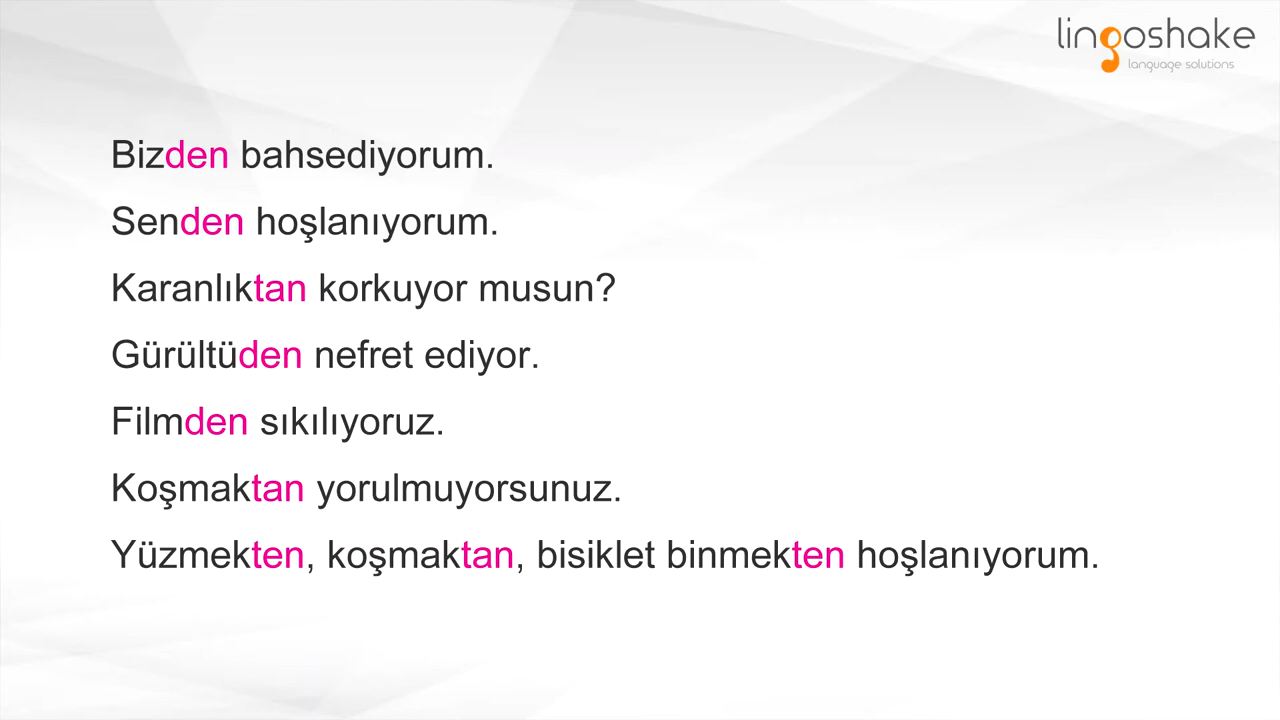 lingoshake
language solutions
Bizden bahsediyorum.
Senden hoşlanıyorum.
Karanlıktan korkuyor musun?
Gürültüden nefret ediyor.
Filmden sıkılıyoruz.
Koşmaktan yorulmuyorsunuz.
Yüzmekten, koşmaktan, bisiklet binmekten hoşlanıyorum.